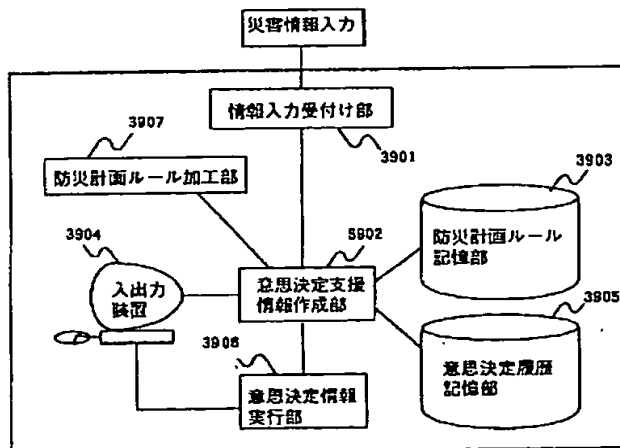 災害情報入力
情報入力受付け部
3901
3907
防災計画ルール加工部
3903
防災計画ルール
記憶部
3904
入出力
装置
3902
意思決定支援
情報作成部
3905
意思決定履歴
記憶部
3906
意思決定情報
実行部